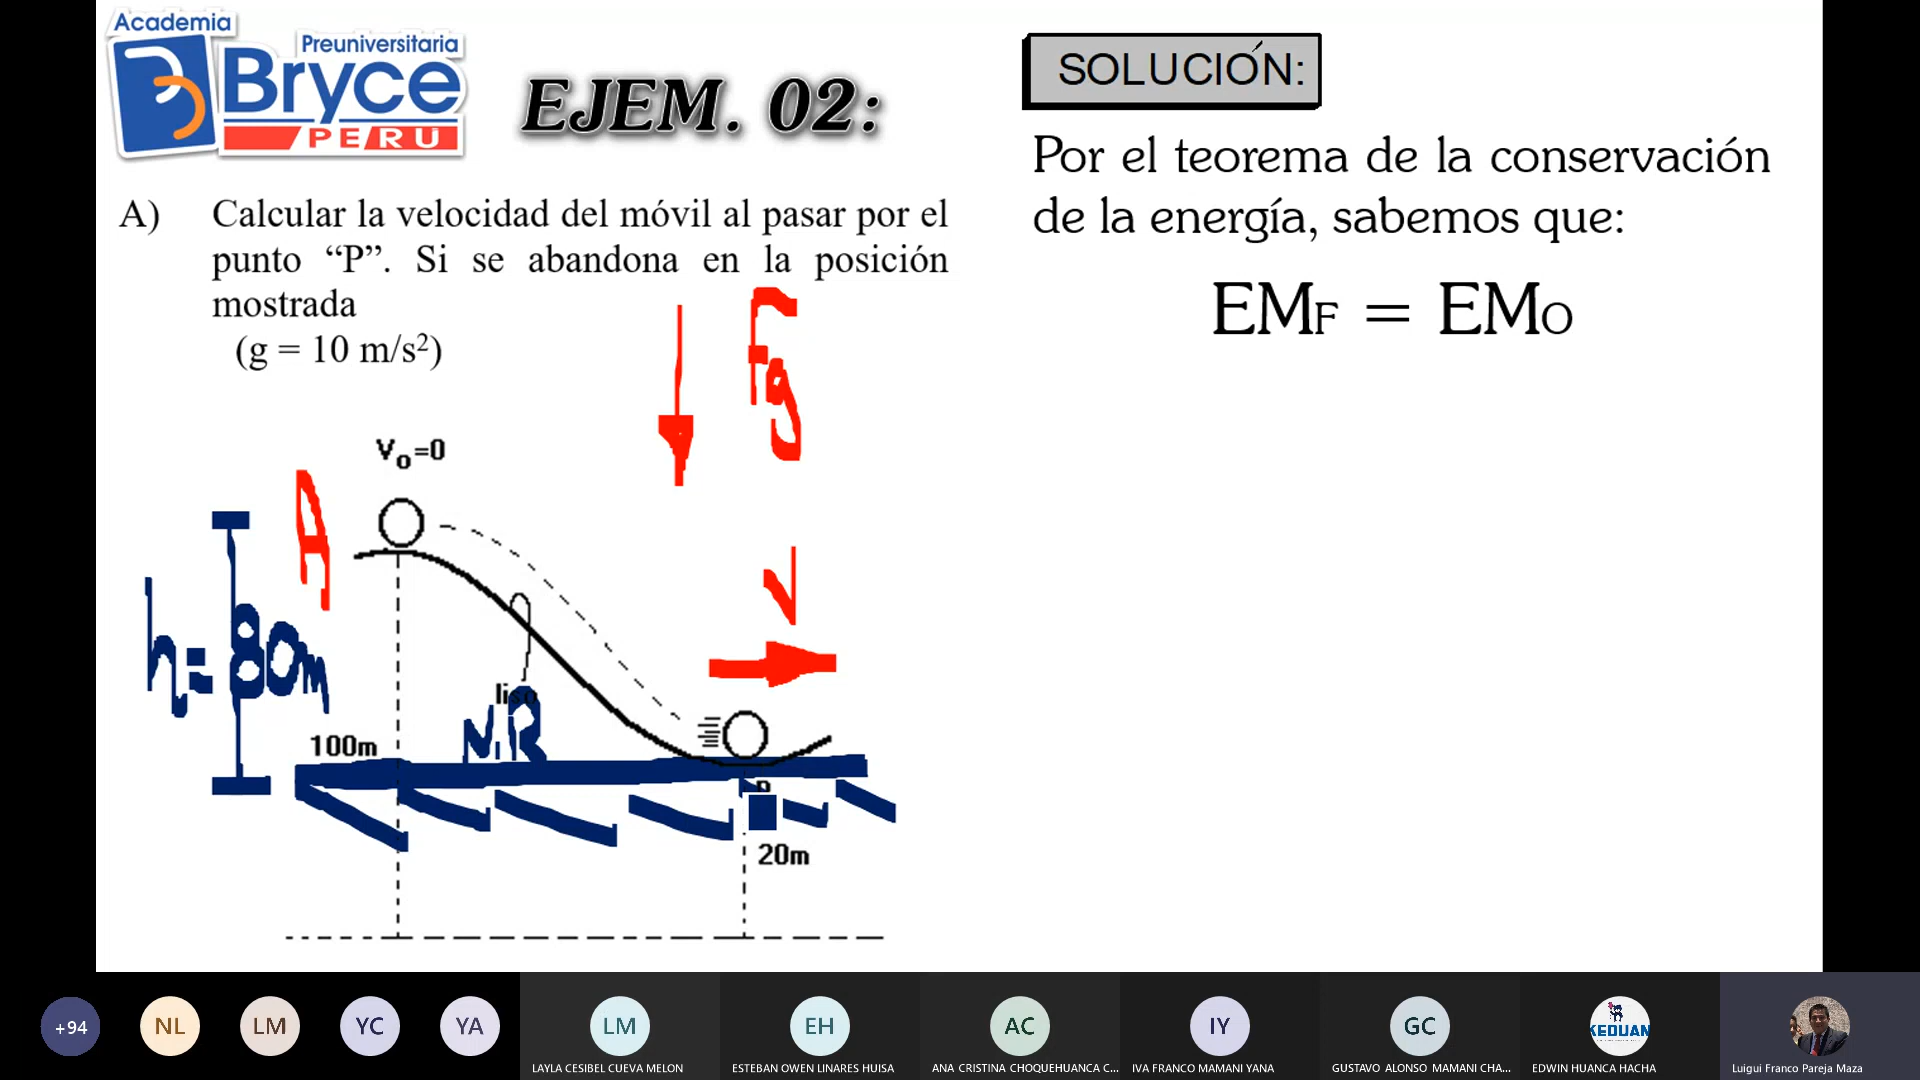 Academia
Preuniversitaria
Bryce
PERU
EJEM. 02:
A) Calcular la velocidad del móvil al pasar por el
punto “P”. Si se abandona en la posición
mostrada
(g = 10 m/s²)
Fg
V₀=0
A
V
h=80m
liso
N.R
100m
20m
SOLUCIÓN:
Por el teorema de la conservación
de la energía, sabemos que:
EMF = EMO
+94
NL
LM
YC
YA
LM
LAYLA CESIBEL CUEVA MELON
EH
ESTEBAN OWEN LINARES HUISA
AC
ANA CRISTINA CHOQUEHUANCA C...
IY
IVA FRANCO MAMANI YANA
GC
GUSTAVO ALONSO MAMANI CHA...
KEDUAN
EDWIN HUANCA HACHA
Luigui Franco Pareja Maza